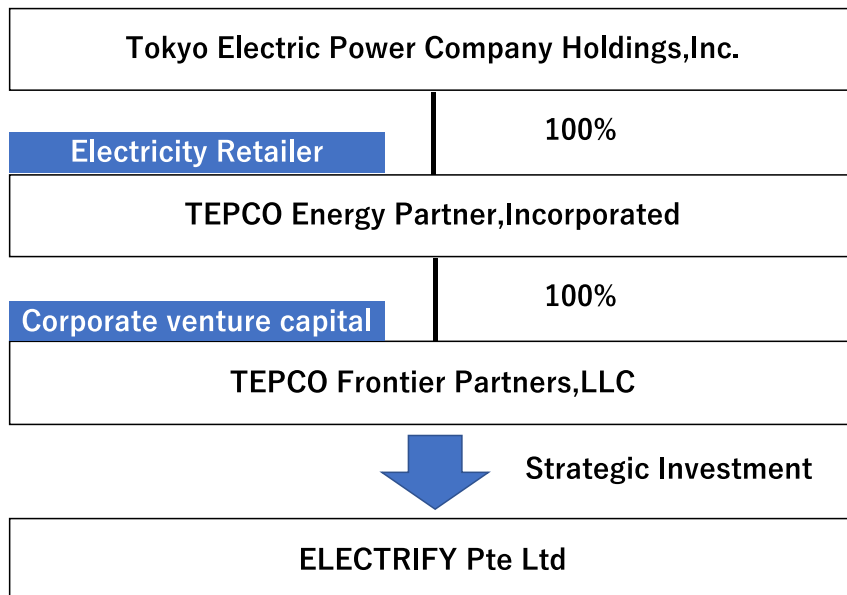 Tokyo Electric Power Company Holdings,Inc.
100%
Electricity Retailer
TEPCO Energy Partner,Incorporated
100%
Corporate venture capital
TEPCO Frontier Partners,LLC
Strategic Investment
ELECTRIFY Pte Ltd